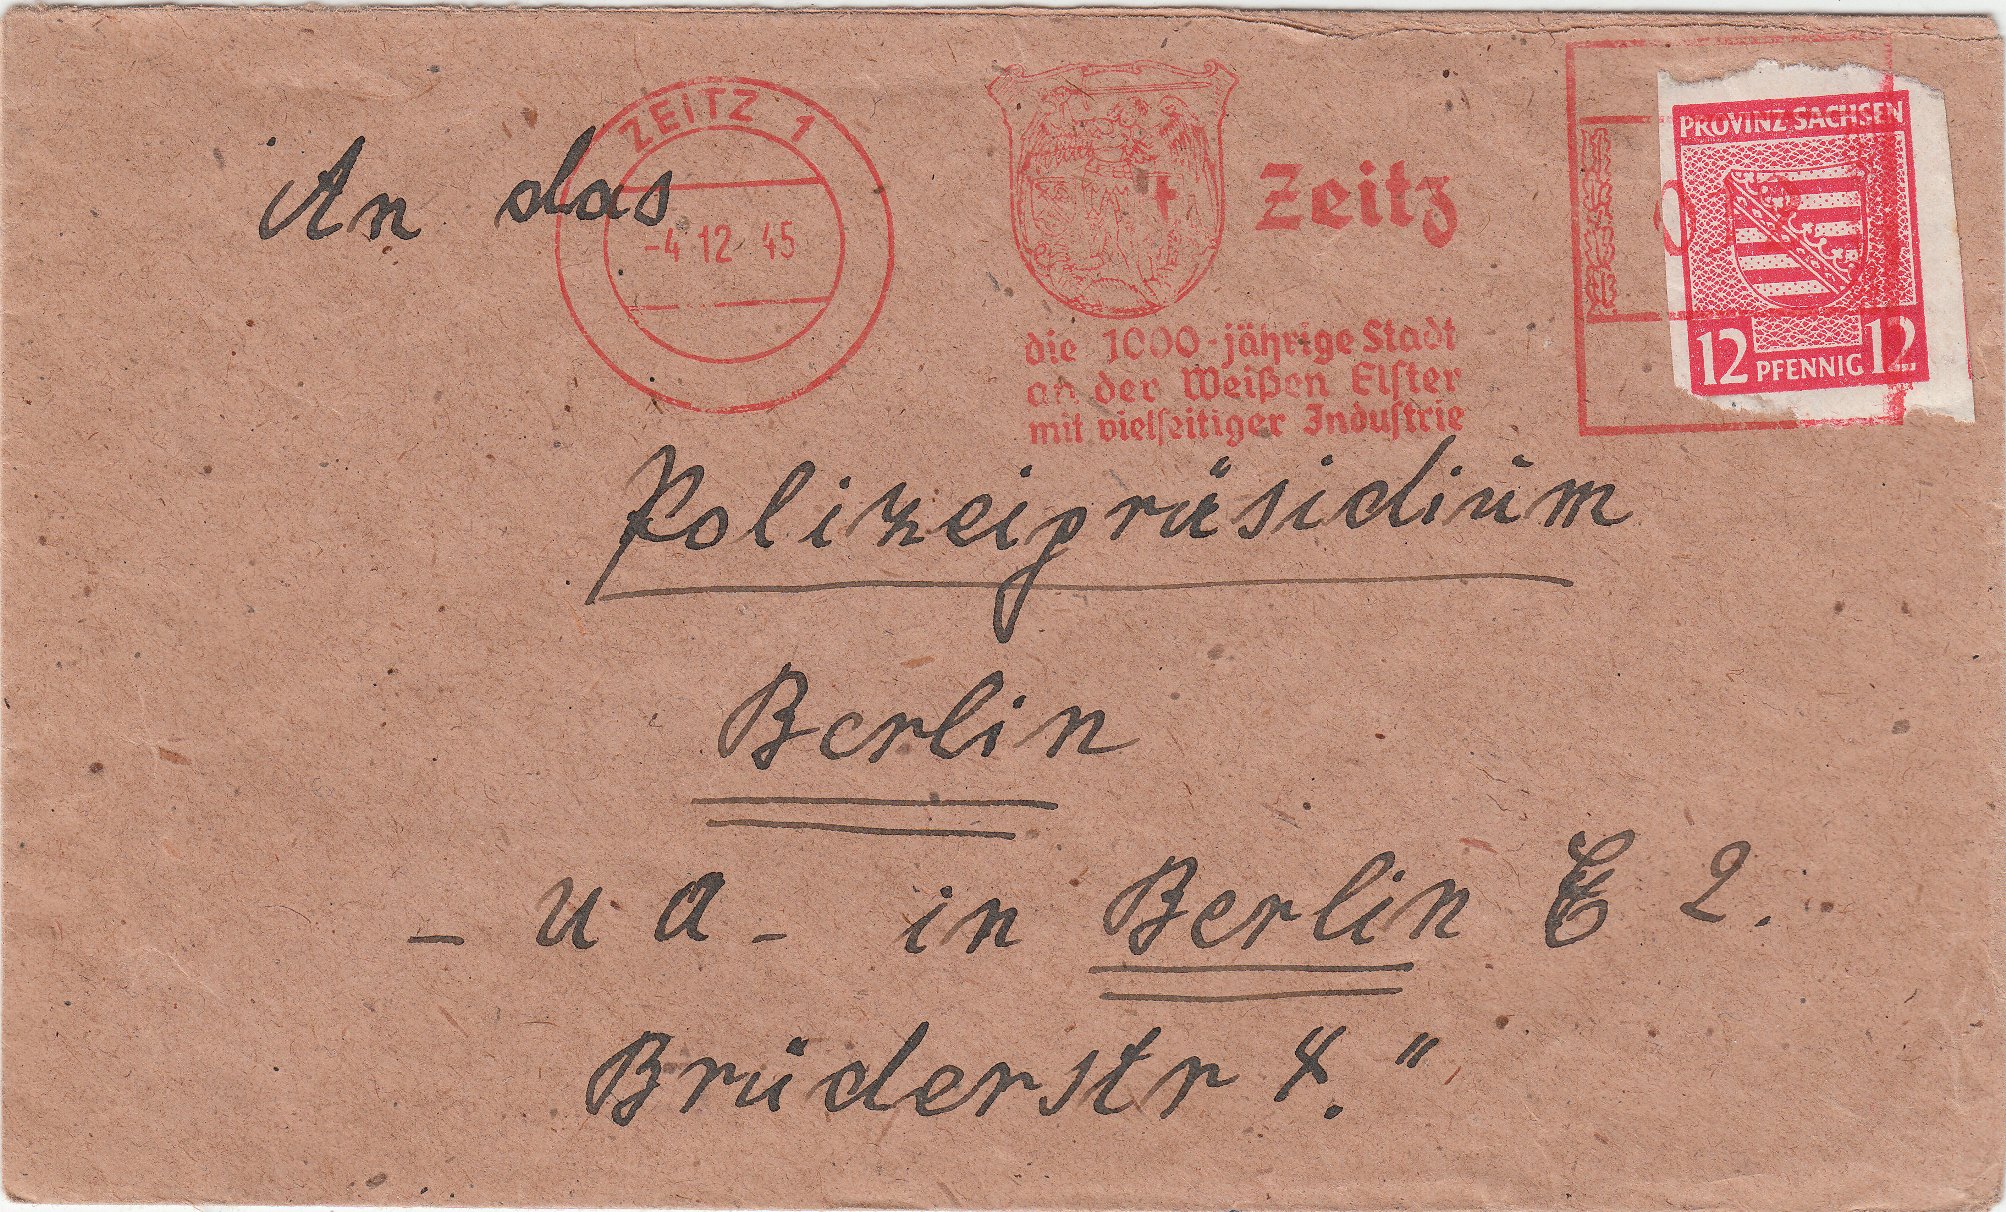 ZEITZ 1
-4.12.45
Zeitz
die 1000-jährige Stadt
an der Weißen Elster
mit vielseitiger Industrie
PROVINZ SACHSEN
12 PFENNIG 12
An das
Polizeipräsidium
Berlin
- u a - in Berlin C 2.
Brüderstr